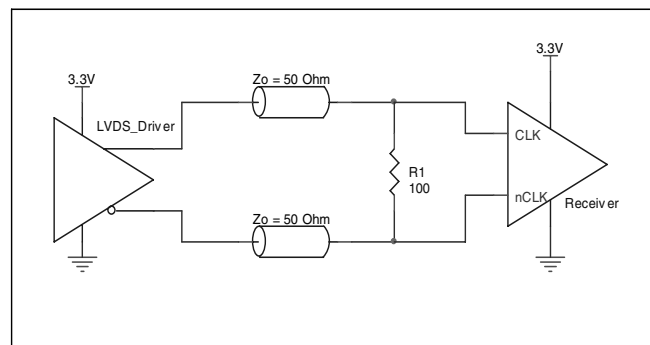 3.3V
LVDS_Driver
Zo = 50 Ohm
Zo = 50 Ohm
R1
100
3.3V
CLK
nCLK
Receiver